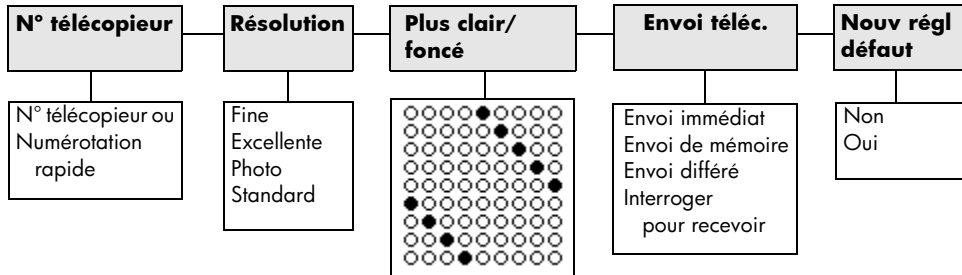 N° télécopieur
Résolution
Plus clair/
foncé
Envoi téléc.
Nouv régl
défaut
N° télécopieur ou
Numérotation
rapide
Fine
Excellente
Photo
Standard
Envoi immédiat
Envoi de mémoire
Envoi différé
Interroger
pour recevoir
Non
Oui